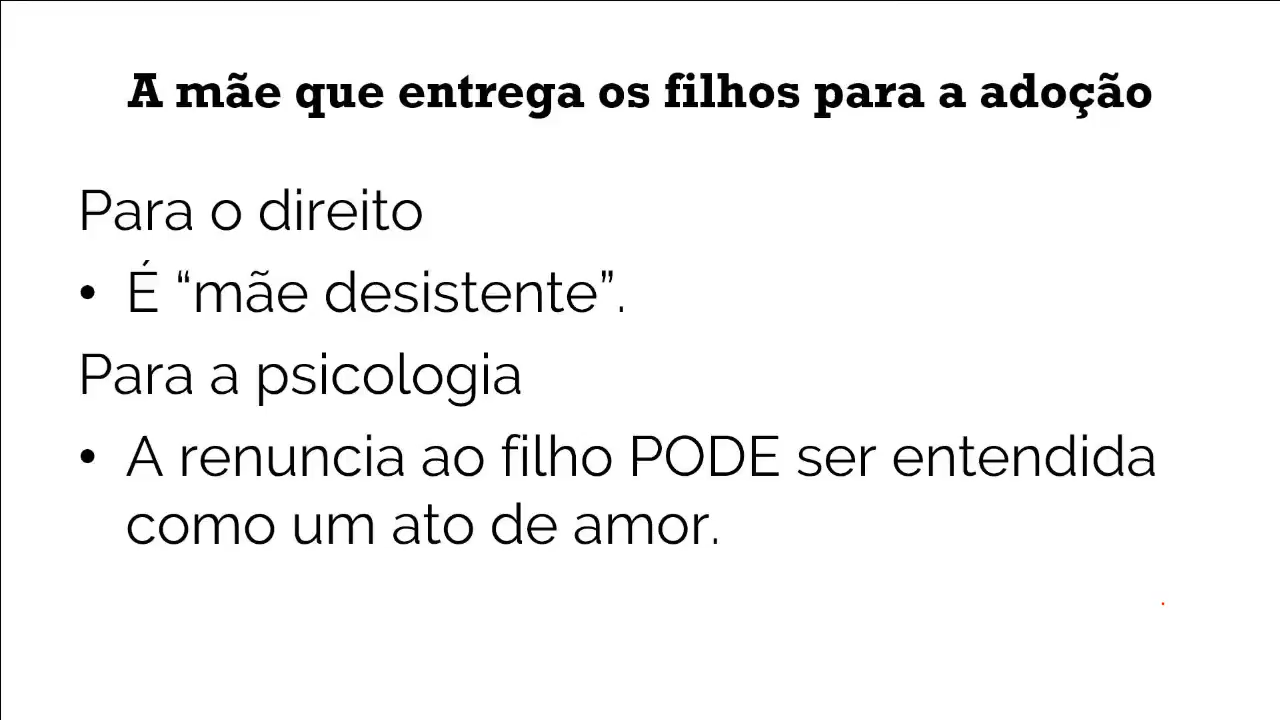 A mãe que entrega os filhos para a adoção
Para o direito
• É “mãe desistente”.
Para a psicologia
• A renuncia ao filho PODE ser entendida
como um ato de amor.